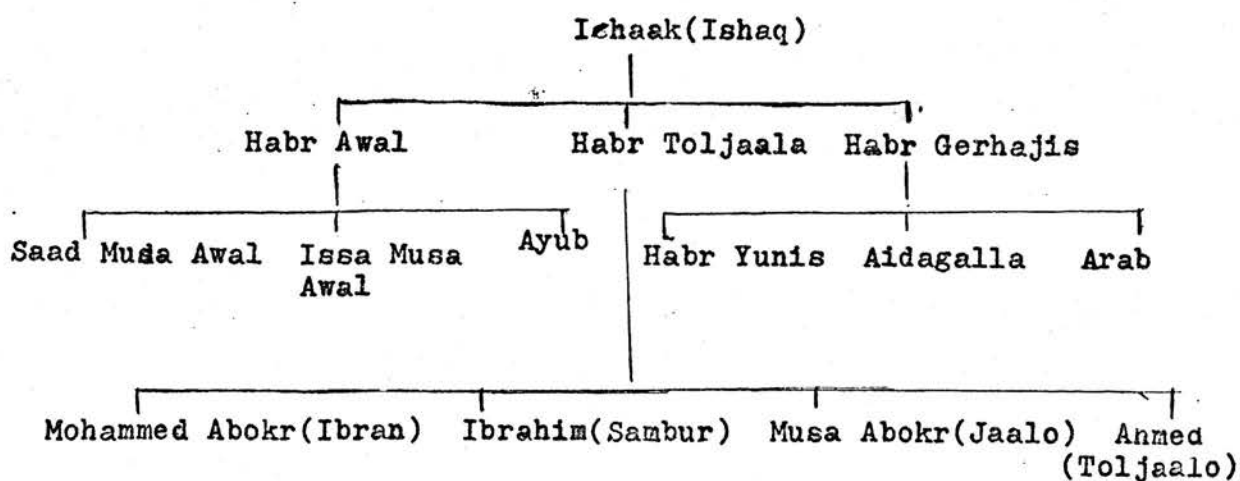 Ishaak(Ishaq)
Habr Awal Habr Toljaala Habr Gerhajis
Saad Musa Awal Issa Musa Awal Ayub Habr Yunis Aidagalla Arab
Mohammed Abokr(Ibran) Ibrahim(Sambur) Musa Abokr(Jaalo) Ahmed
(Toljaalo)